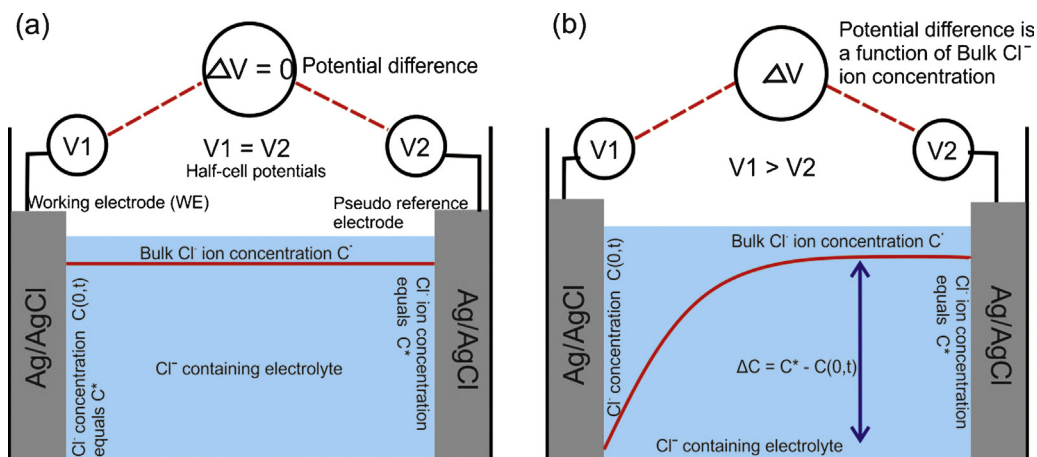 (a)
ΔV = 0
Potential difference
V1
V2
V1 = V2
Half-cell potentials
Working electrode (WE)
Pseudo reference
electrode
Bulk Cl⁻ ion concentration C*
Ag/AgCl
Cl⁻ concentration C(0,t)
equals C*
Cl⁻ containing electrolyte
Cl⁻ ion concentration
equals C*
Ag/AgCl
(b)
Potential difference is
a function of Bulk Cl⁻
ion concentration
ΔV
V1
V2
V1 > V2
Bulk Cl⁻ ion concentration C*
Ag/AgCl
Cl⁻ concentration C(0,t)
ΔC = C* - C(0,t)
Cl⁻ containing electrolyte
Cl⁻ ion concentration
equals C*
Ag/AgCl